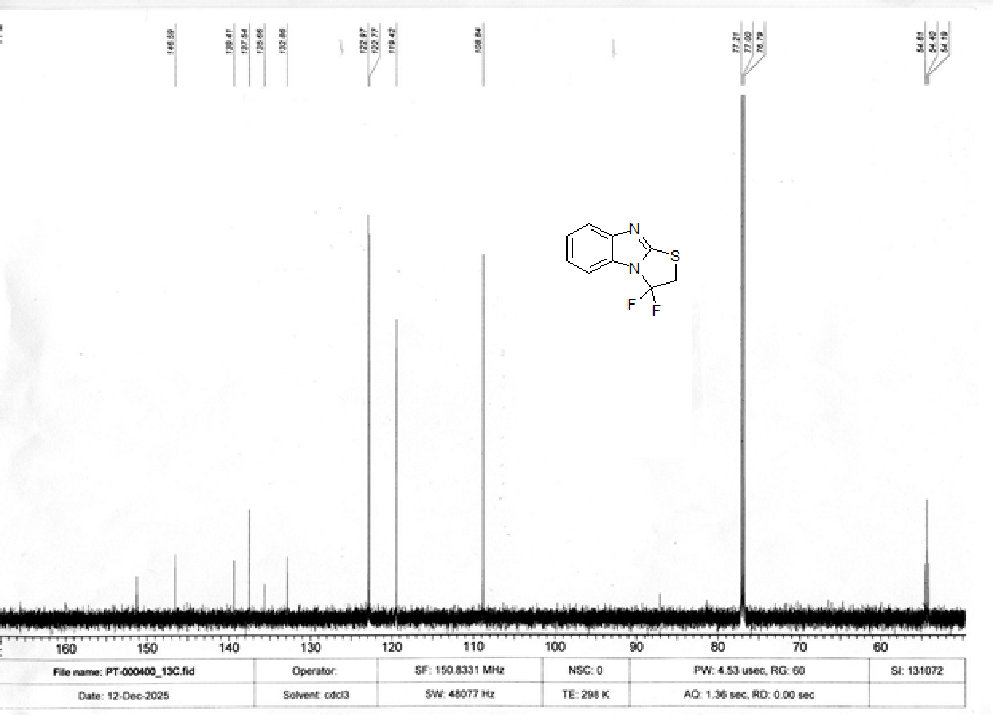 146.59
139.41
137.54
135.66
132.86
122.97
122.77
119.42
108.84
77.21
77.00
76.79
54.61
54.40
54.19
N
S
N
F
F
160 150 140 130 120 110 100 90 80 70 60
File name: PT-000400_13C.fid Operator: SF: 150.8331 MHz NSC: 0 PW: 4.53 usec, RG: 60 SI: 131072
Date: 12-Dec-2025 Solvent: cdcl3 SW: 48077 Hz TE: 298 K AQ: 1.36 sec, RD: 0.00 sec